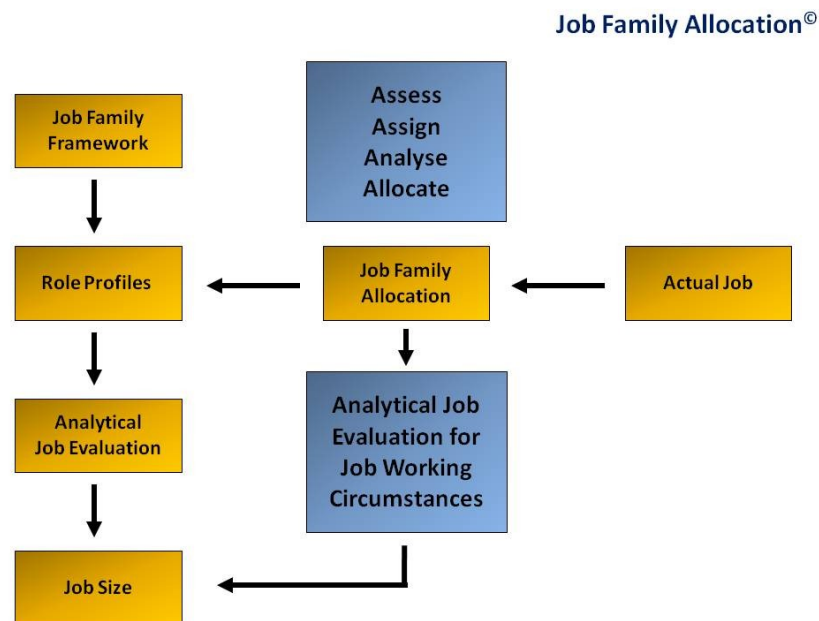 Job Family Allocation©
Assess
Assign
Analyse
Allocate
Job Family
Framework
Role Profiles
Job Family
Allocation
Actual Job
Analytical
Job Evaluation
Analytical Job
Evaluation for
Job Working
Circumstances
Job Size